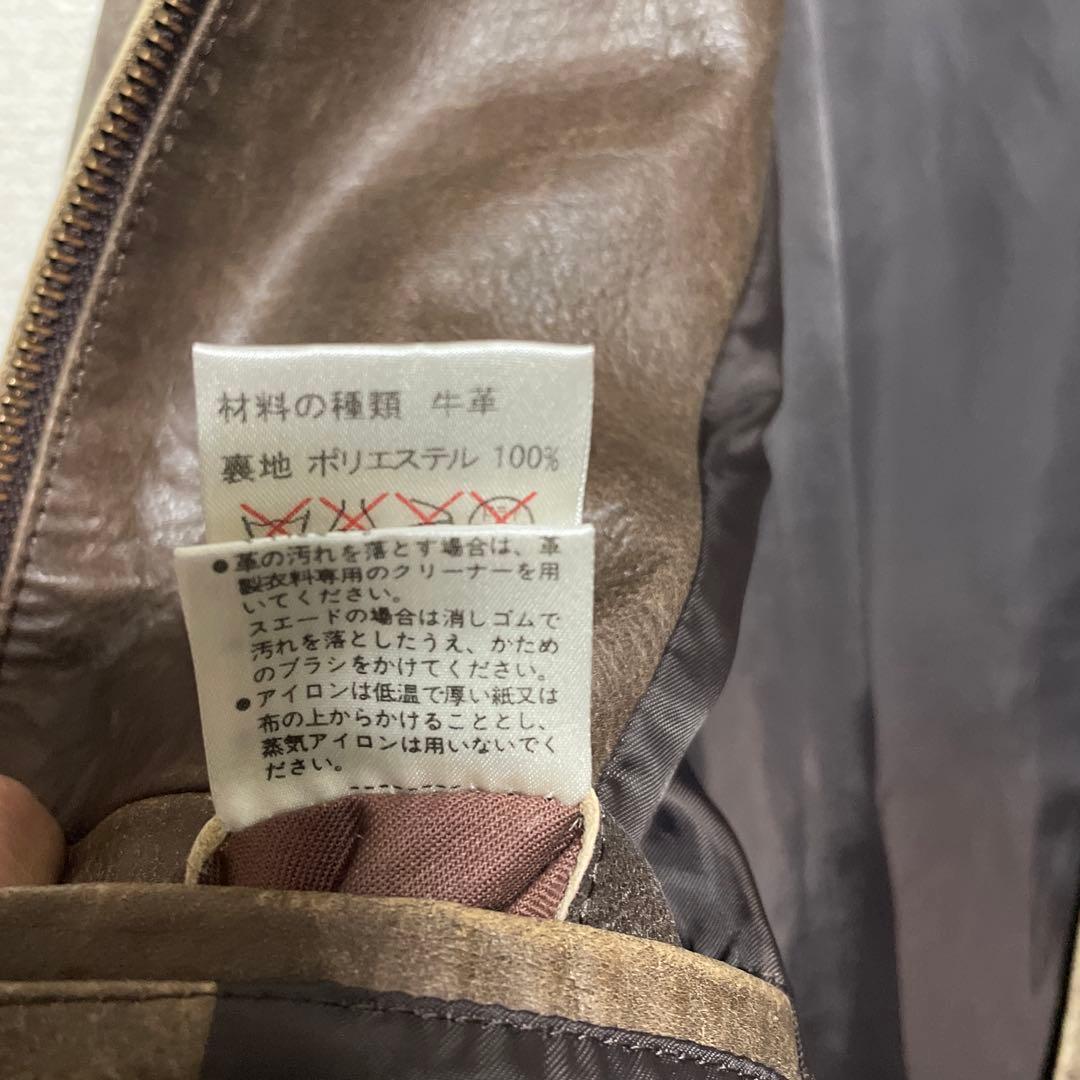 材料の種類 牛革
裏地 ポリエステル 100%
●革の汚れを落とす場合は、革
製衣料専用のクリーナーを用
いてください。
スエードの場合は消しゴムで
汚れを落としたうえ、かため
のブラシをかけてください。
●アイロンは低温で厚い紙又は
布の上からかけることとし、
蒸気アイロンは用いないでく
ださい。